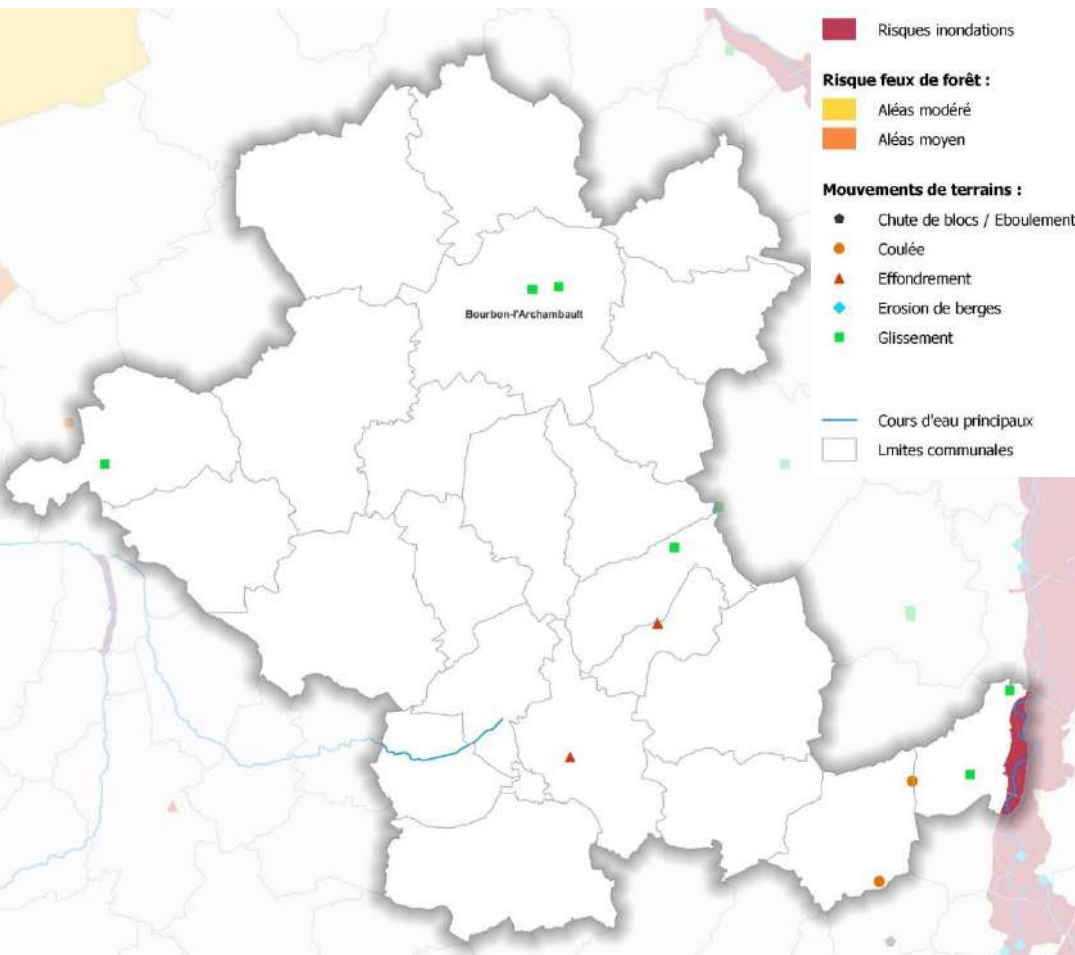 Risques inondations
Risque feux de forêt :
Aléas modéré
Aléas moyen
Mouvements de terrains :
Chute de blocs / Eboulement
Coulée
Effondrement
Erosion de berges
Glissement
Cours d'eau principaux
Lmites communales
Bourbon-l'Archambault